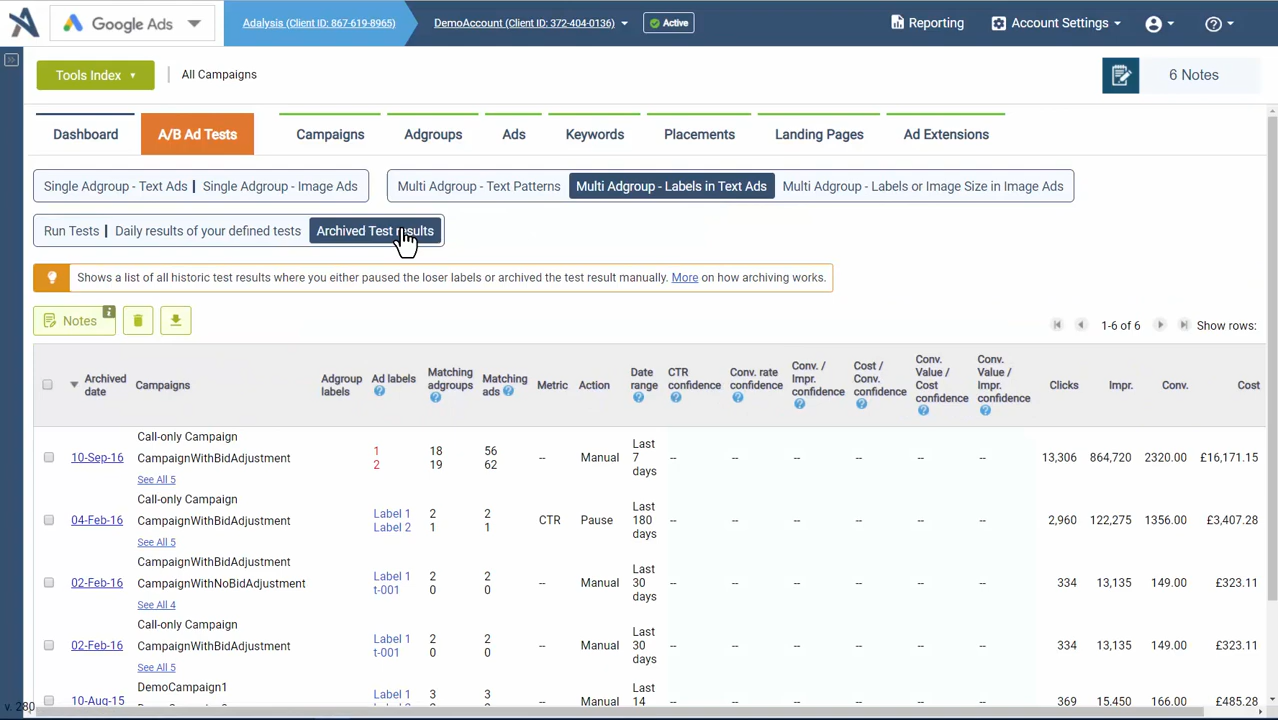 Google Ads
Adalysis (Client ID: 867-619-8965)
DemoAccount (Client ID: 372-404-0136)
Active
Reporting
Account Settings
Tools Index
All Campaigns
6 Notes
Dashboard
A/B Ad Tests
Campaigns
Adgroups
Ads
Keywords
Placements
Landing Pages
Ad Extensions
Single Adgroup - Text Ads | Single Adgroup - Image Ads
Multi Adgroup - Text Patterns
Multi Adgroup - Labels in Text Ads
Multi Adgroup - Labels or Image Size in Image Ads
Run Tests | Daily results of your defined tests
Archived Test results
Shows a list of all historic test results where you either paused the loser labels or archived the test result manually. More on how archiving works.
Notes
1-6 of 6
Show rows:
Archived
date
Campaigns
Adgroup
labels
Ad labels
Matching
adgroups
Matching
ads
Metric
Action
Date
range
CTR
confidence
Conv. rate
confidence
Conv. /
Impr.
confidence
Cost /
Conv.
confidence
Conv.
Value /
Cost
confidence
Conv.
Value /
Impr.
confidence
Clicks
Impr.
Conv.
Cost
10-Sep-16
Call-only Campaign
CampaignWithBidAdjustment
See All 5
1
2
18
19
56
62
--
Manual
Last
7
days
-- -- -- -- -- --
13,306 864,720 2320.00 £16,171.15
04-Feb-16
Call-only Campaign
CampaignWithBidAdjustment
See All 5
Label 1
Label 2
2
1
2
1
CTR
Pause
Last
180
days
-- -- -- -- -- --
2,960 122,275 1356.00 £3,407.28
02-Feb-16
CampaignWithBidAdjustment
CampaignWithNoBidAdjustment
See All 4
Label 1
t-001
2
0
2
0
--
Manual
Last
30
days
-- -- -- -- -- --
334 13,135 149.00 £323.11
02-Feb-16
Call-only Campaign
CampaignWithBidAdjustment
See All 5
Label 1
t-001
2
0
2
0
--
Manual
Last
30
days
-- -- -- -- -- --
334 13,135 149.00 £323.11
10-Aug-15
DemoCampaign1
Label 1
3
3
--
Manual
Last
14
-- -- -- -- -- --
369 15,450 166.00 £485.28
v. 280